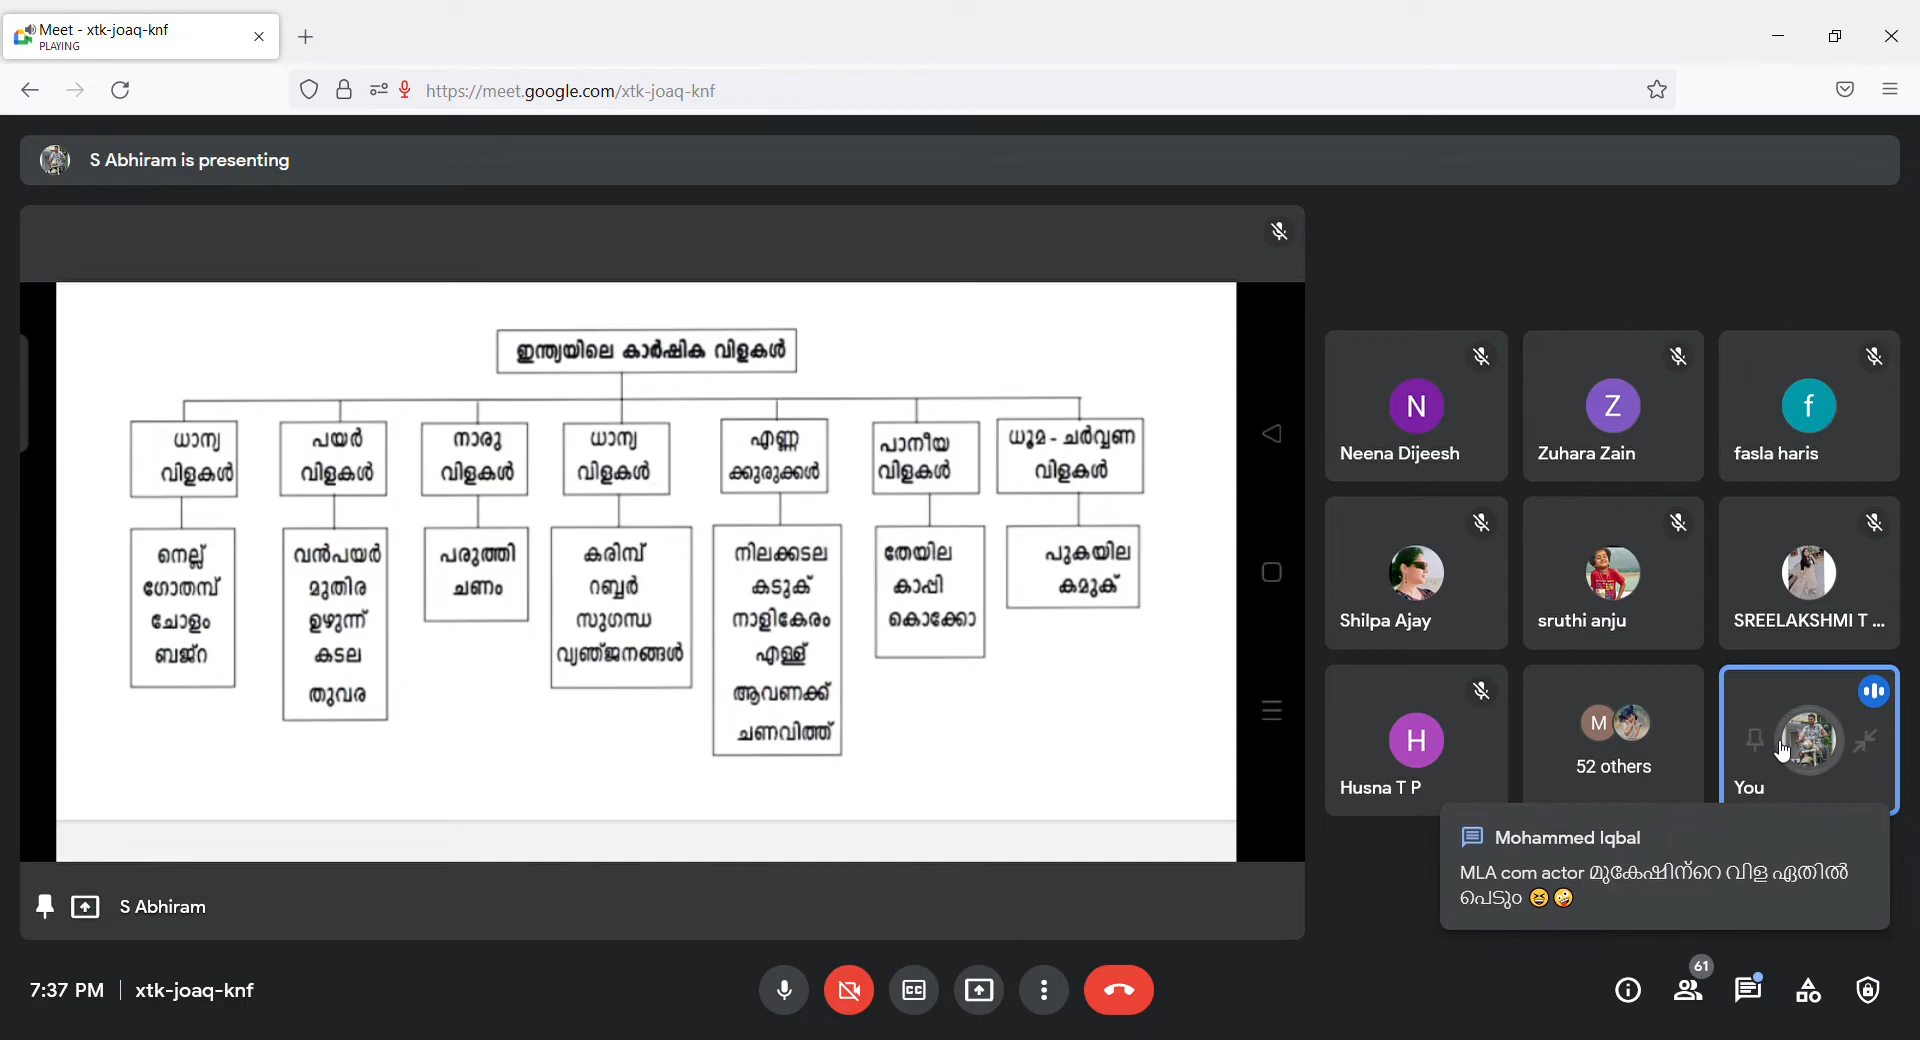 Meet - xtk-joaq-knf
PLAYING
https://meet.google.com/xtk-joaq-knf
S Abhiram is presenting
ഇന്ത്യയിലെ കാർഷിക വിളകൾ
ധാന്യ
വിളകൾ
പയർ
വിളകൾ
നാരു
വിളകൾ
ധാന്യ
വിളകൾ
എണ്ണ
ക്കുരുക്കൾ
പാനീയ
വിളകൾ
ധൂമ - ചർവ്വണ
വിളകൾ
നെല്ല്
ഗോതമ്പ്
ചോളം
ബജ്റ
വൻപയർ
മുതിര
ഉഴുന്ന്
കടല
തുവര
പരുത്തി
ചണം
കരിമ്പ്
റബ്ബർ
സുഗന്ധ
വ്യഞ്ജനങ്ങൾ
നിലക്കടല
കടുക്
നാളികേരം
എള്ള്
ആവണക്ക്
ചണവിത്ത്
തേയില
കാപ്പി
കൊക്കോ
പുകയില
കമുക്
S Abhiram
N
Neena Dijeesh
Z
Zuhara Zain
f
fasla haris
Shilpa Ajay
sruthi anju
SREELAKSHMI T ...
H
Husna T P
M
52 others
You
Mohammed Iqbal
MLA com actor മുകേഷിന്റെ വിള ഏതിൽ
പെടും 😆🤪
7:37 PM | xtk-joaq-knf
CC
61